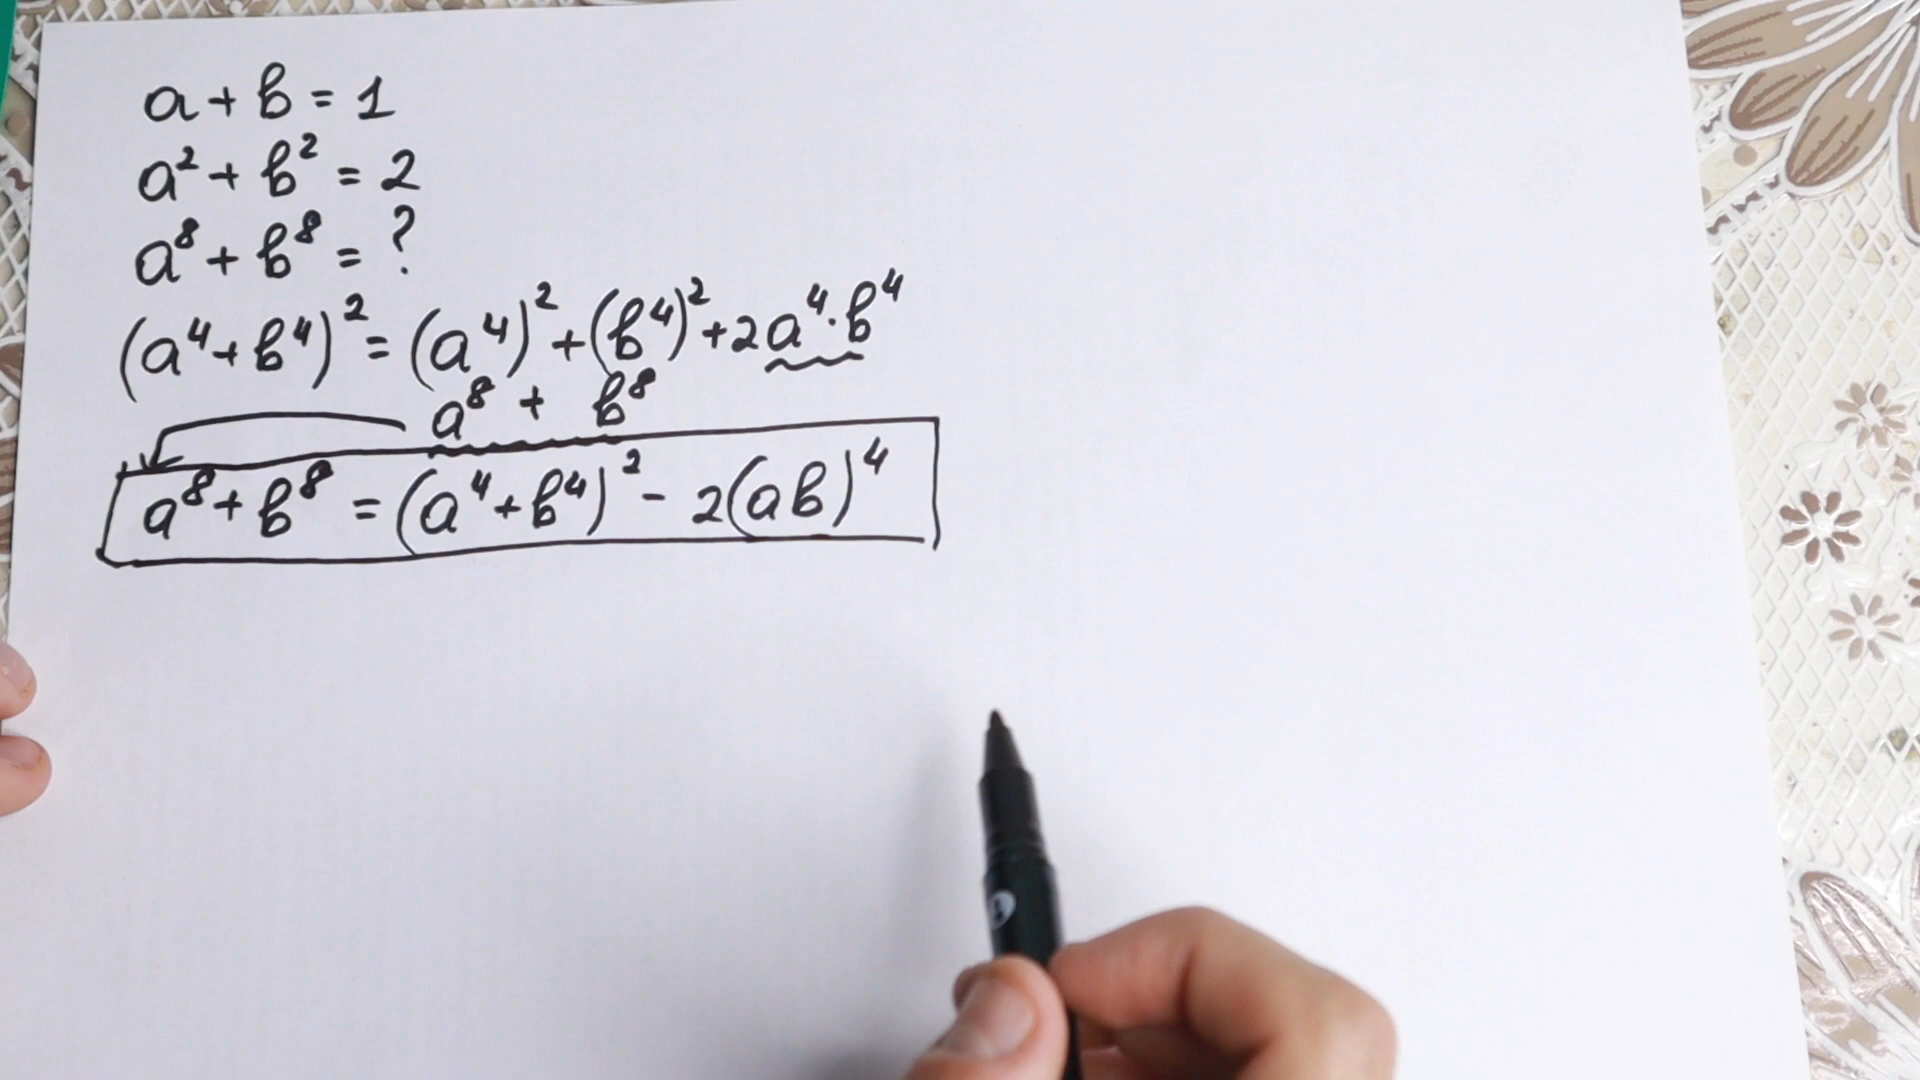 a + b = 1
a² + b² = 2
a⁸ + b⁸ = ?
(a⁴ + b⁴)² = (a⁴)² + (b⁴)² + 2a⁴·b⁴
a⁸ + b⁸
a⁸ + b⁸ = (a⁴ + b⁴)² - 2(ab)⁴